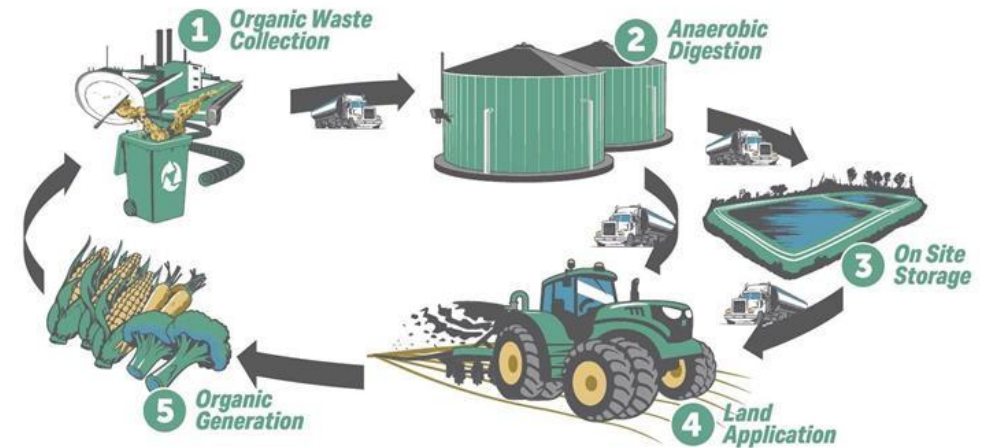 1 Organic Waste
Collection
2 Anaerobic
Digestion
3 On Site
Storage
4 Land
Application
5 Organic
Generation